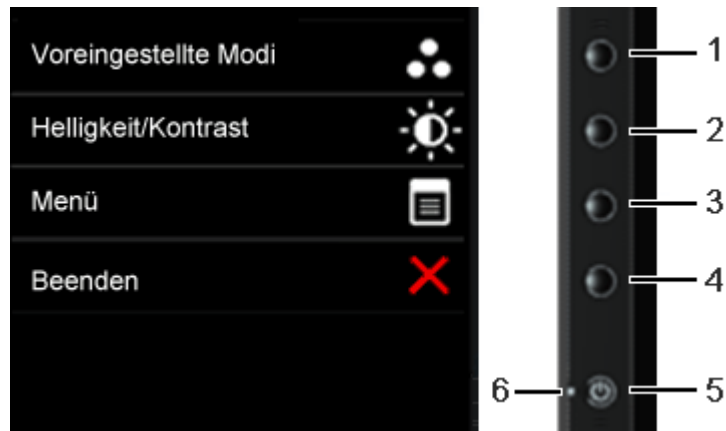 Voreingestellte Modi
1
Helligkeit/Kontrast
2
Menü
3
Beenden
4
6
5